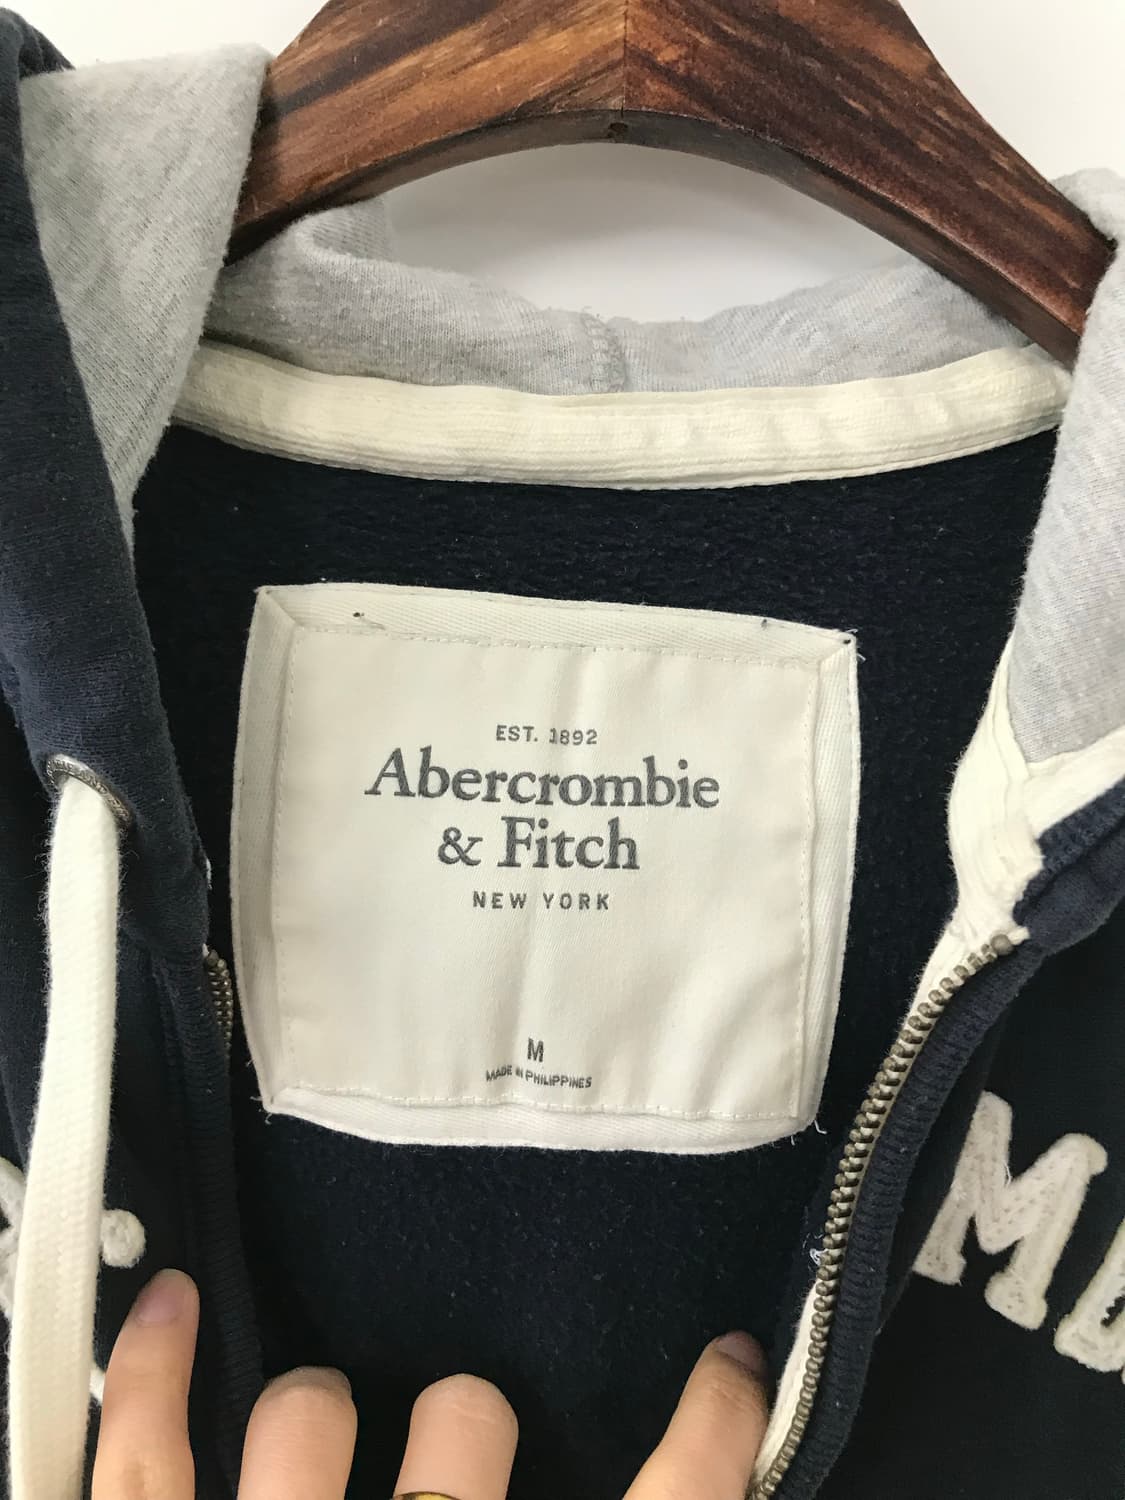 EST. 1892
Abercrombie
& Fitch
NEW YORK
M
MADE IN PHILIPPINES
M